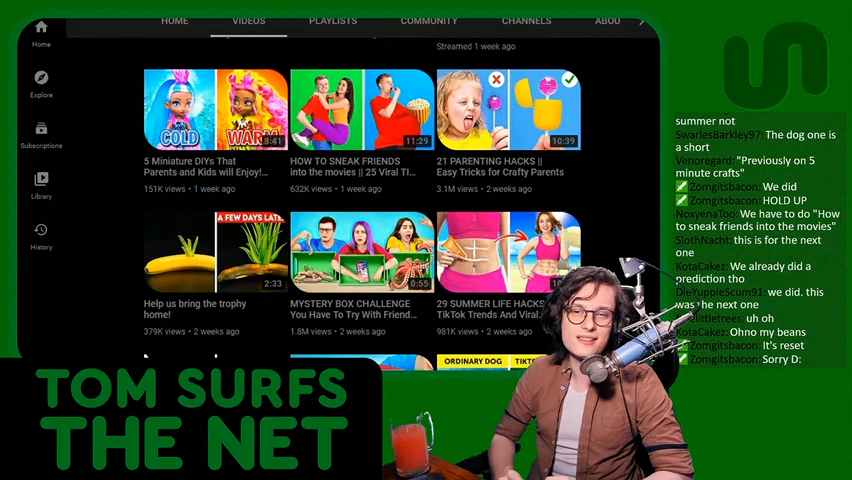 HOME VIDEOS PLAYLISTS COMMUNITY CHANNELS ABOU
Home
Explore
Subscriptions
Library
History
Streamed 1 week ago
COLD WARM
8:41
11:29
10:39
5 Miniature DIYs That
Parents and Kids will Enjoy!...
151K views • 1 week ago
HOW TO SNEAK FRIENDS
into the movies || 25 Viral TI...
632K views • 1 week ago
21 PARENTING HACKS ||
Easy Tricks for Crafty Parents
3.1M views • 2 weeks ago
A FEW DAYS LATER
2:33
0:55
Help us bring the trophy
home!
379K views • 2 weeks ago
MYSTERY BOX CHALLENGE
You Have To Try With Friend...
1.8M views • 2 weeks ago
29 SUMMER LIFE HACKS
TikTok Trends And Viral
981K views • 2 weeks
ORDINARY DOG
TOM SURFS
THE NET
summer not
SwarlesBarkley97: The dog one is
a short
Venoregard: "Previously on 5
minute crafts"
Zomgitsbacon: We did
Zomgitsbacon: HOLD UP
NoxyenaToo: We have to do "How
to sneak friends into the movies"
SlothNacht: this is for the next
one
KotaCakez: We already did a
prediction tho
DieYuppieScum91: we did. this
was the next one
elittletrees: uh oh
KotaCakez: Ohno my beans
Zomgitsbacon: It's reset
Zomgitsbacon: Sorry D: